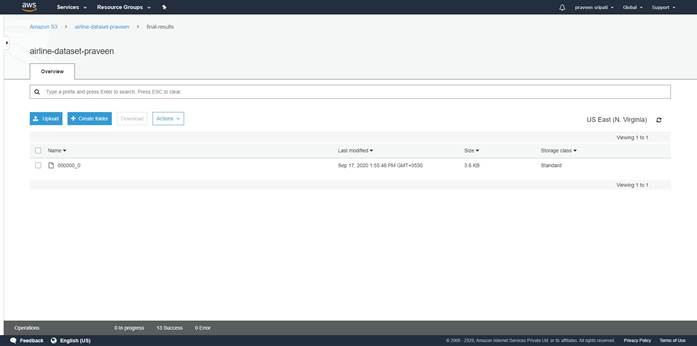 aws Services Resource Groups praveen sripati Global Support
Amazon S3 airline-dataset-praveen final-results
airline-dataset-praveen
Overview
Type a prefix and press Enter to search. Press ESC to clear.
Upload + Create folder Download Actions US East (N. Virginia)
Viewing 1 to 1
Name Last modified Size Storage class
000000_0 Sep 17, 2020 1:55:46 PM GMT+0530 3.6 KB Standard
Viewing 1 to 1
Operations 0 In progress 13 Success 0 Error
Feedback English (US) © 2008 - 2020, Amazon Internet Services Private Ltd. or its affiliates. All rights reserved. Privacy Policy Terms of Use